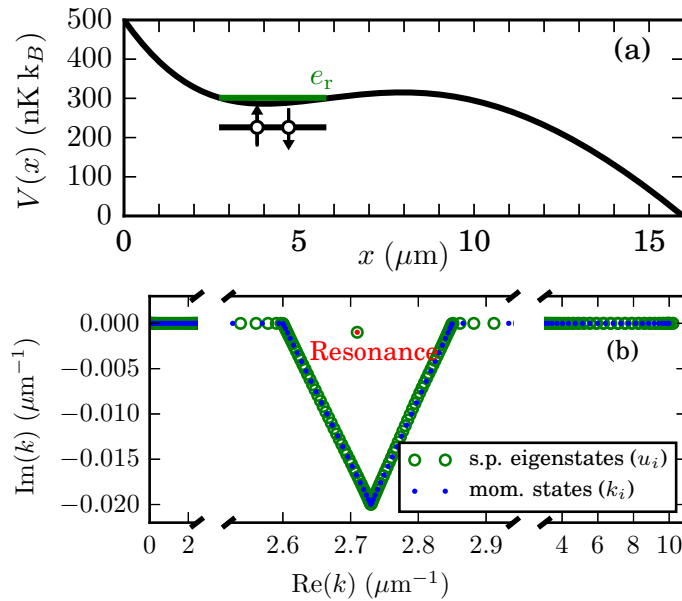 500
400
300
200
100
0
V(x) (nK k_B)
(a)
e_r
0
5
10
15
x (μm)
0.000
−0.005
−0.010
−0.015
−0.020
Im(k) (μm⁻¹)
Resonance
(b)
s.p. eigenstates (u_i)
mom. states (k_i)
0 2 2.6 2.7 2.8 2.9 4 6 8 10
Re(k) (μm⁻¹)